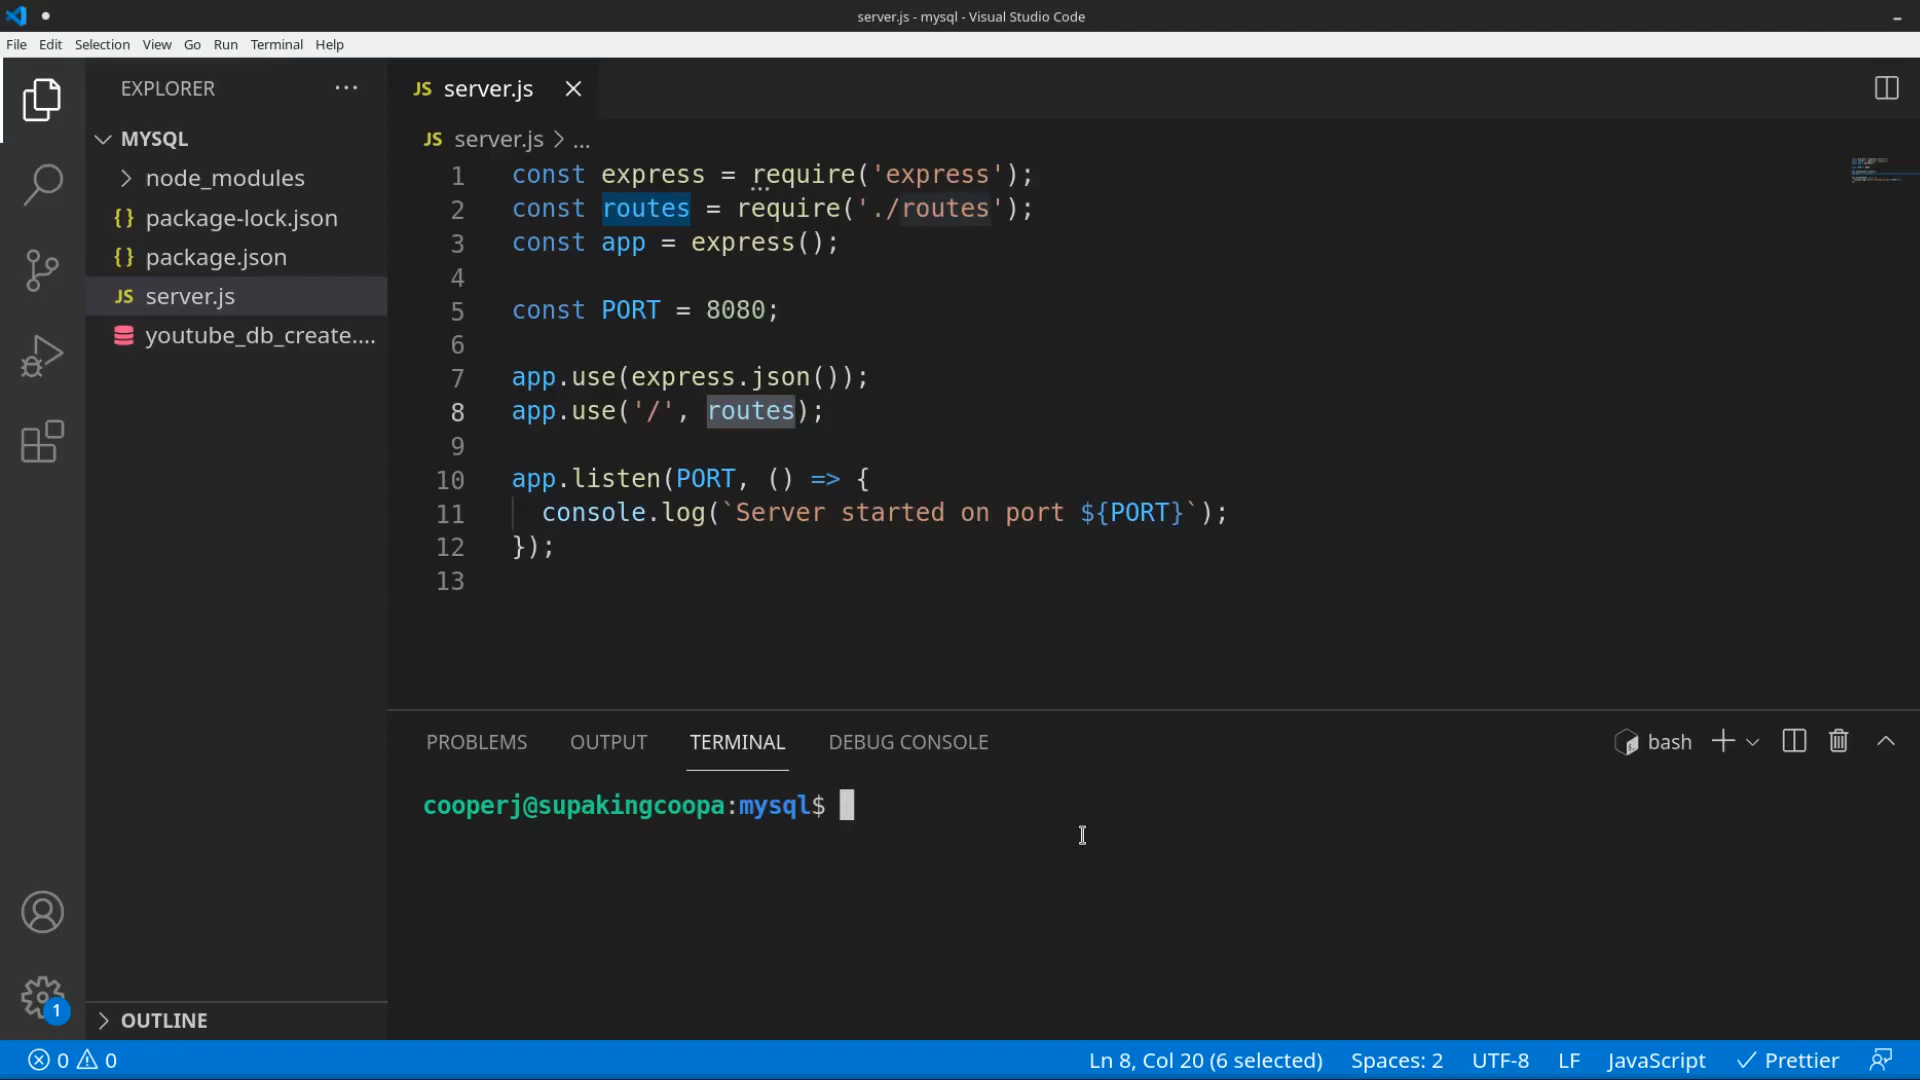 server.js - mysql - Visual Studio Code
File Edit Selection View Go Run Terminal Help
EXPLORER ...
MYSQL
node_modules
{} package-lock.json
{} package.json
JS server.js
youtube_db_create....
OUTLINE
JS server.js
JS server.js > ...
1 const express = require('express');
2 const routes = require('./routes');
3 const app = express();
4
5 const PORT = 8080;
6
7 app.use(express.json());
8 app.use('/', routes);
9
10 app.listen(PORT, () => {
11 console.log(`Server started on port ${PORT}`);
12 });
13
PROBLEMS OUTPUT TERMINAL DEBUG CONSOLE bash
cooperj@supakingcoopa:mysql$
1
0 0 Ln 8, Col 20 (6 selected) Spaces: 2 UTF-8 LF JavaScript Prettier